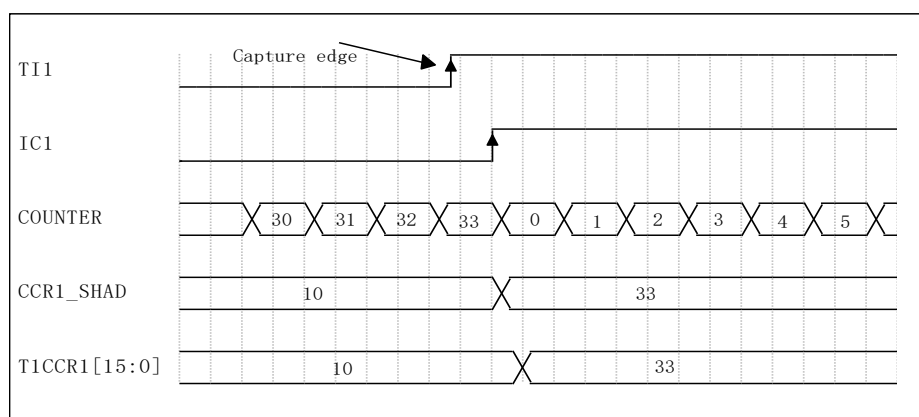 Capture edge
TI1
IC1
COUNTER 30 31 32 33 0 1 2 3 4 5
CCR1_SHAD 10 33
T1CCR1[15:0] 10 33